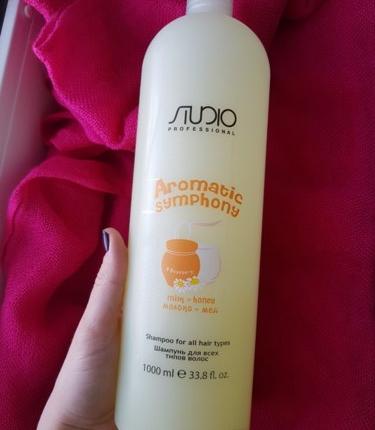 STUDIO
PROFESSIONAL
Aromatic
symphony
Honey
milk - honey
молоко - мед
Shampoo for all hair types
Шампунь для всех
типов волос
1000 ml ℮ 33.8 fl. oz.